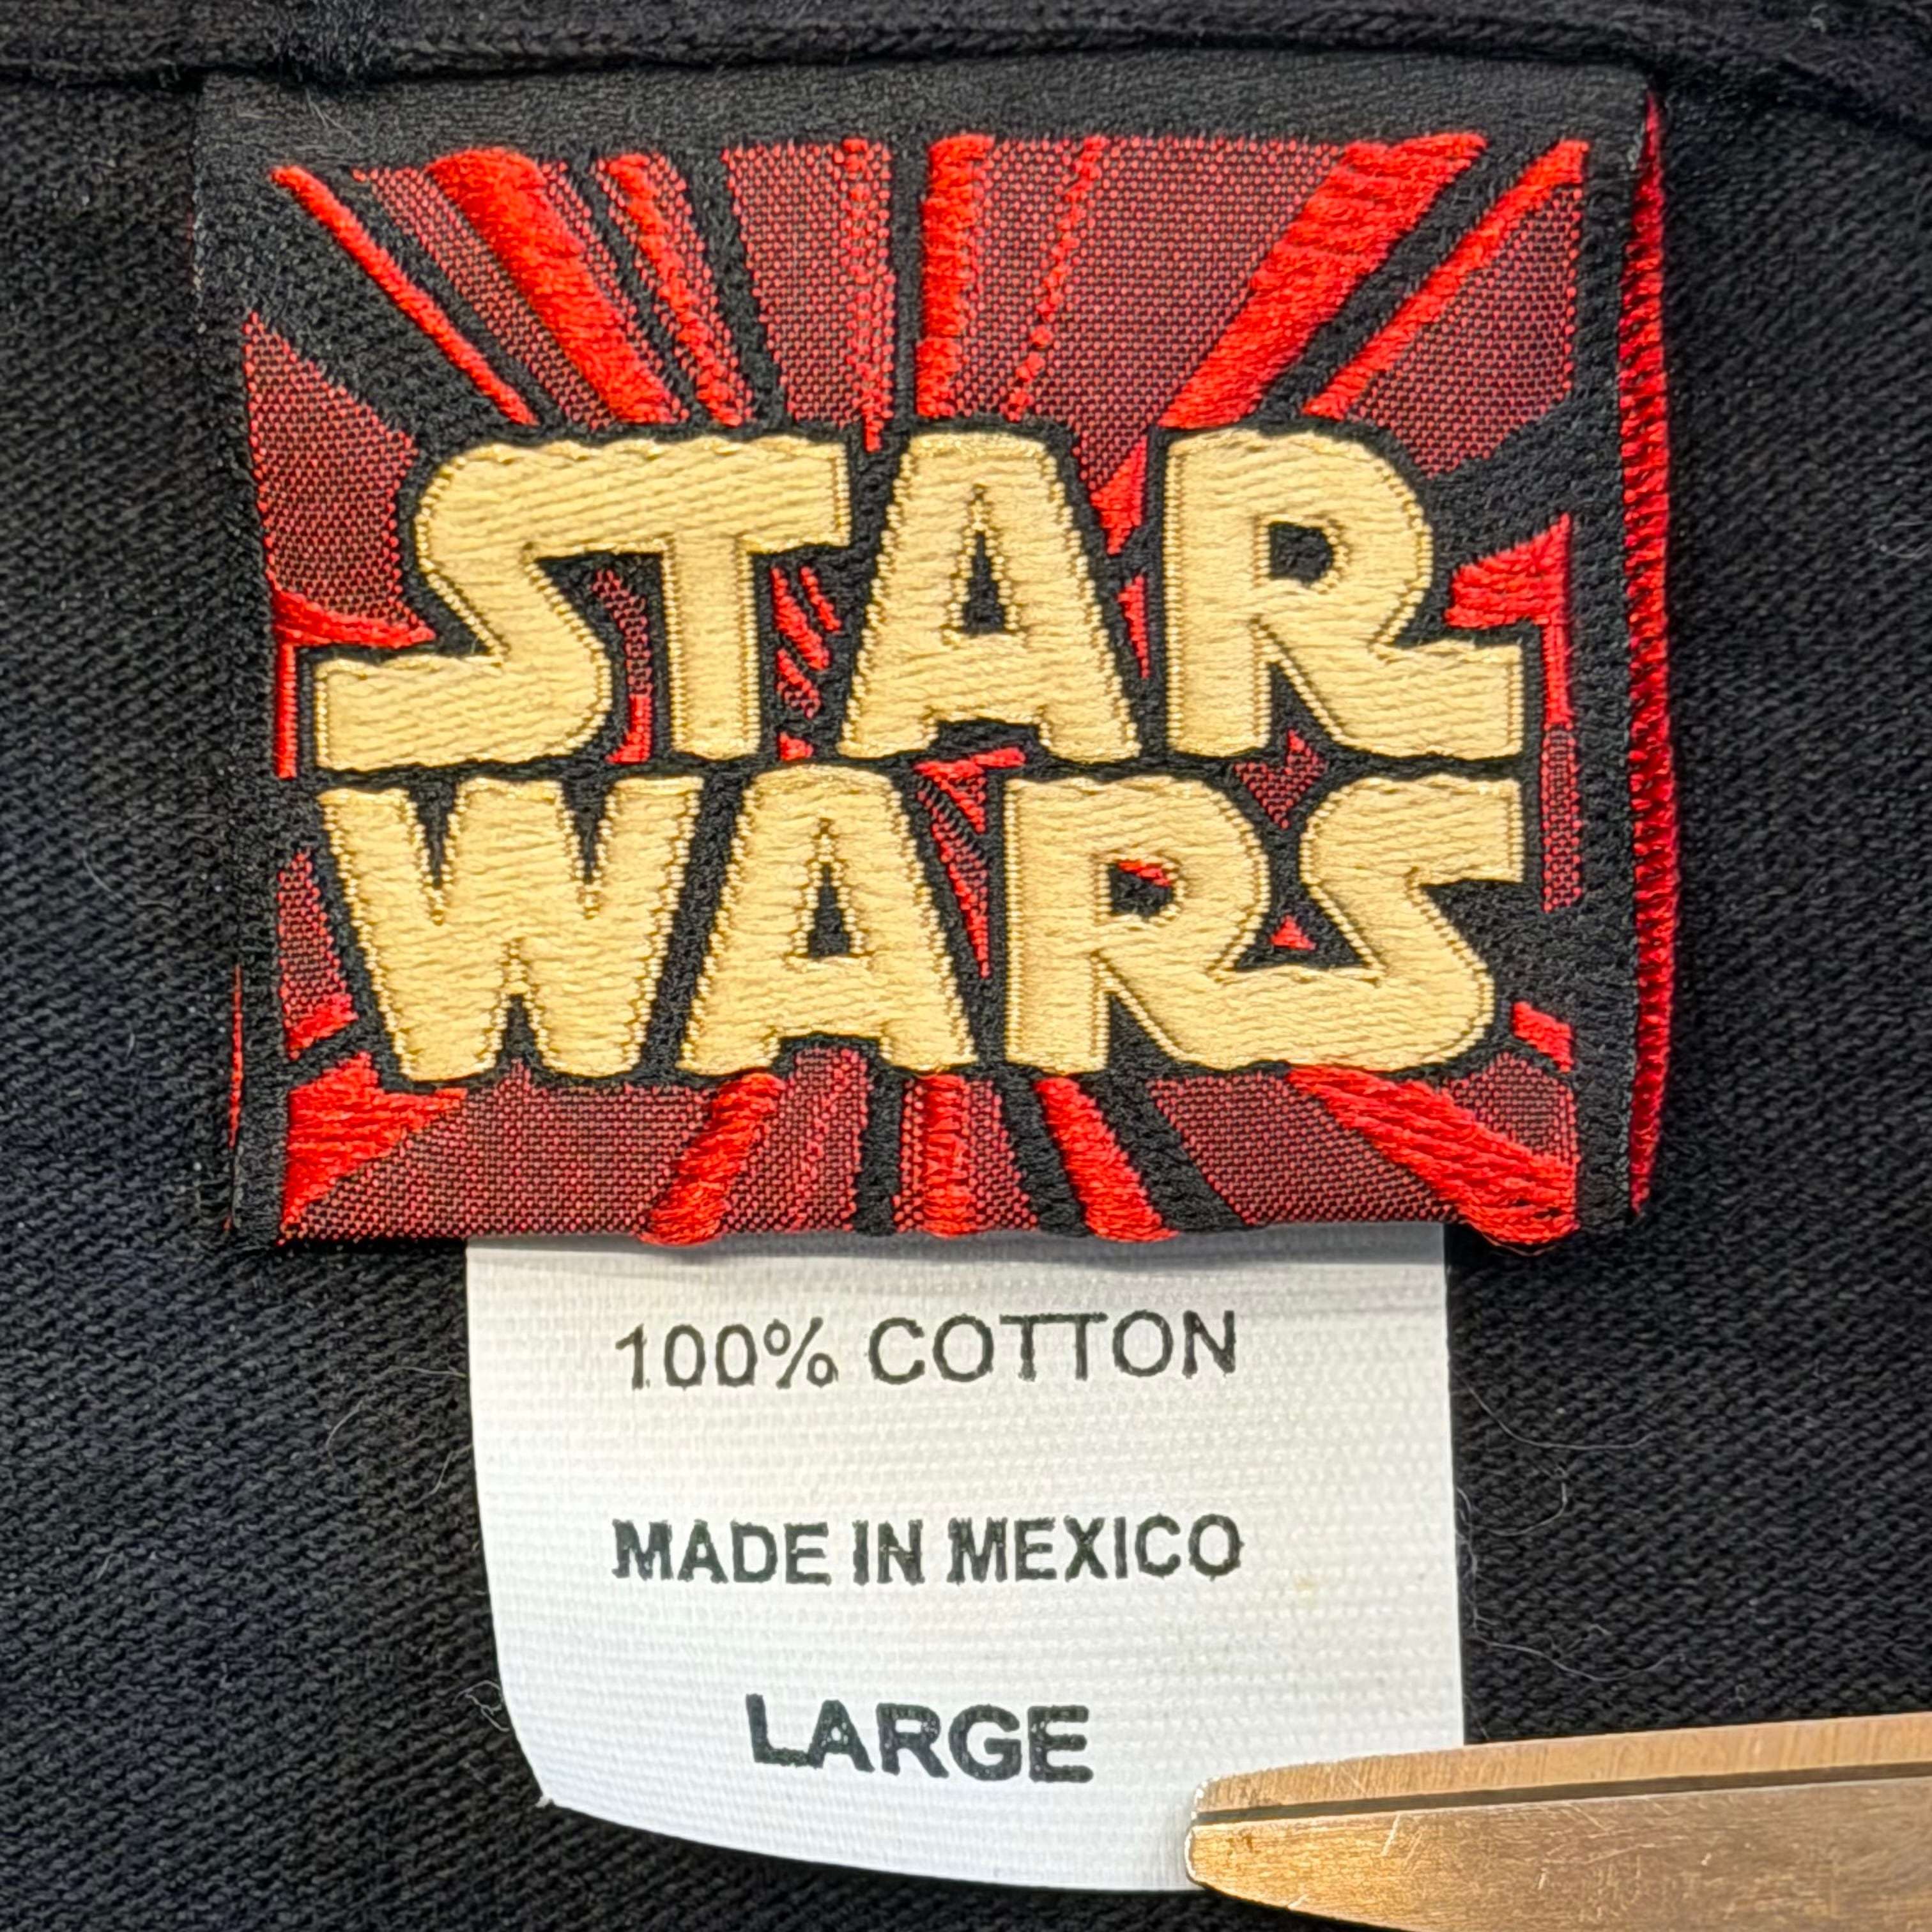 STAR
WARS
100% COTTON
MADE IN MEXICO
LARGE